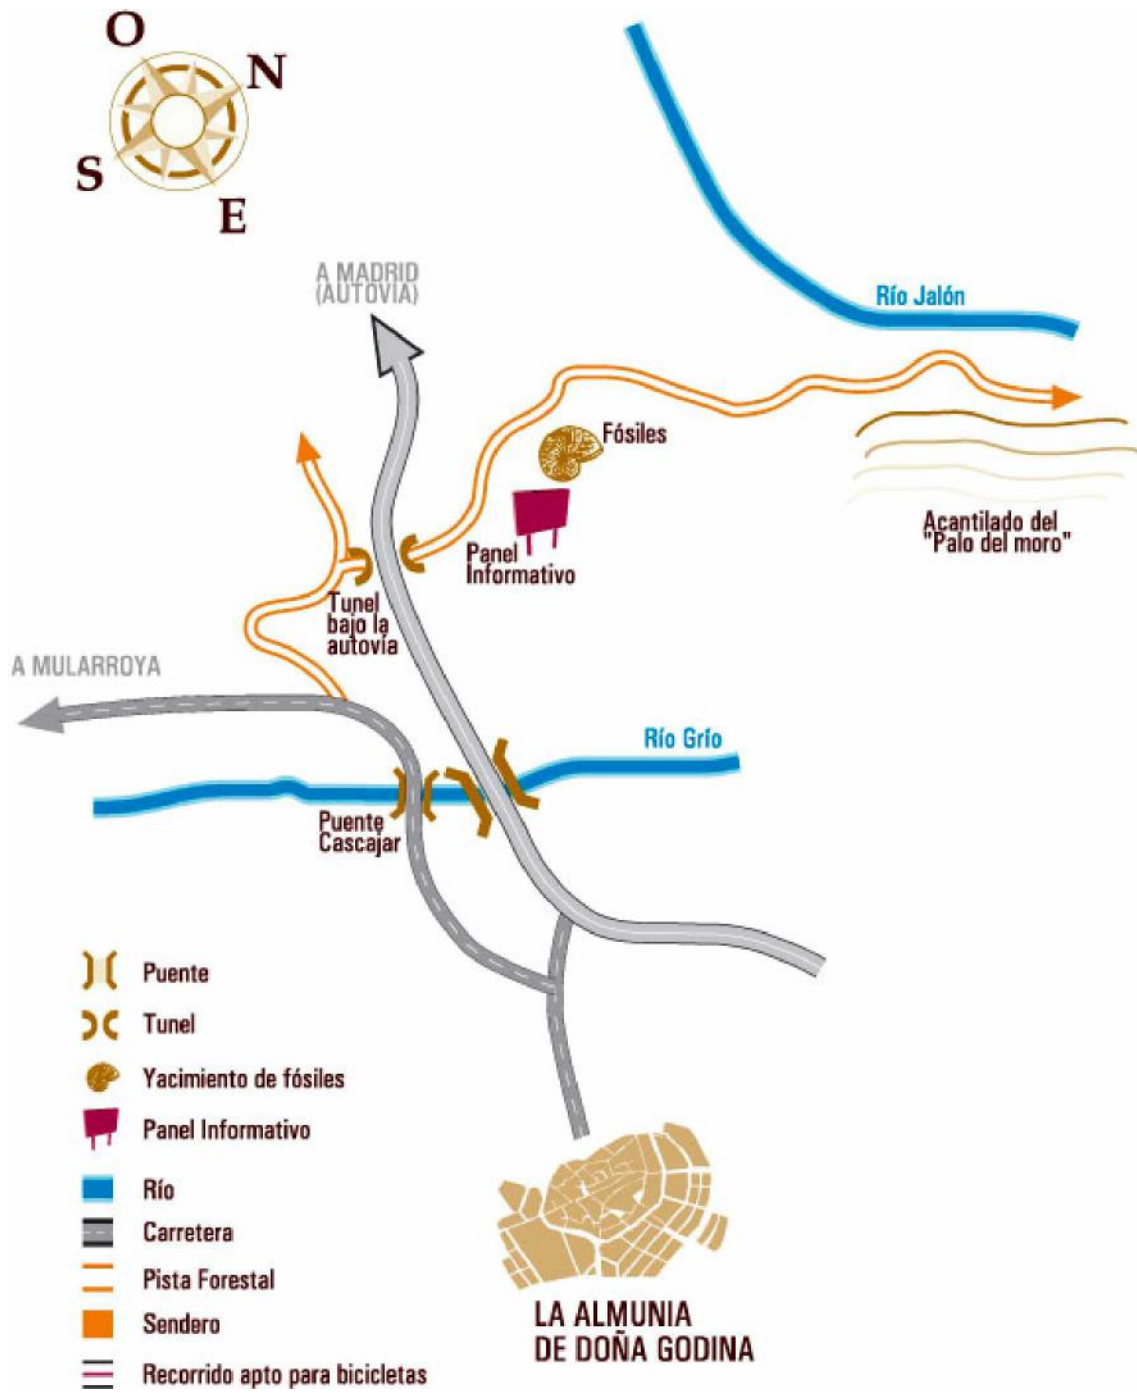 O
N
S
E
A MADRID
(AUTOVIA)
Río Jalón
Fósiles
Acantilado del
"Palo del moro"
Panel
Informativo
Tunel
bajo la
autovía
A MULARROYA
Río Grío
Puente
Cascajar
Puente
Tunel
Yacimiento de fósiles
Panel Informativo
Río
Carretera
Pista Forestal
Sendero
Recorrido apto para bicicletas
LA ALMUNIA
DE DOÑA GODINA